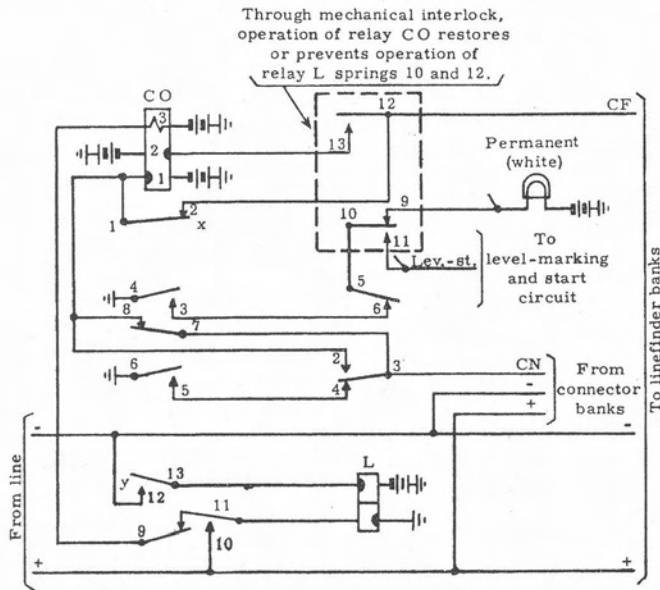 Through mechanical interlock,
operation of relay CO restores
or prevents operation of
relay L springs 10 and 12.
CO
3
2
1
12
CF
13
Permanent
(white)
1
2
x
9
10
11
Lev.-st.
To
level-marking
and start
circuit
4
5
8
3
6
7
6
2
3
CN
5
4
From
connector
banks
-
+
To linefinder banks
-
-
From line
y
13
L
12
11
9
10
+
+